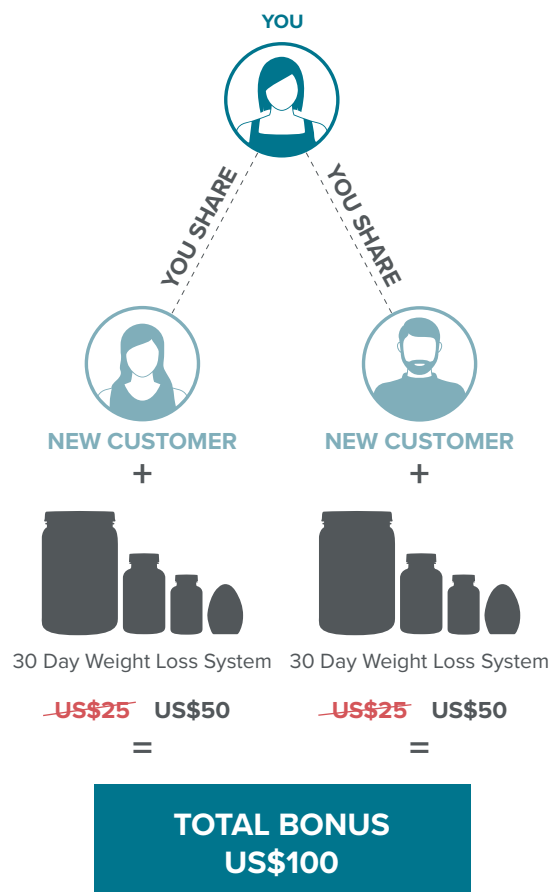 YOU
YOU SHARE
YOU SHARE
NEW CUSTOMER
+
NEW CUSTOMER
+
30 Day Weight Loss System
30 Day Weight Loss System
US$25 US$50
US$25 US$50
=
=
TOTAL BONUS
US$100